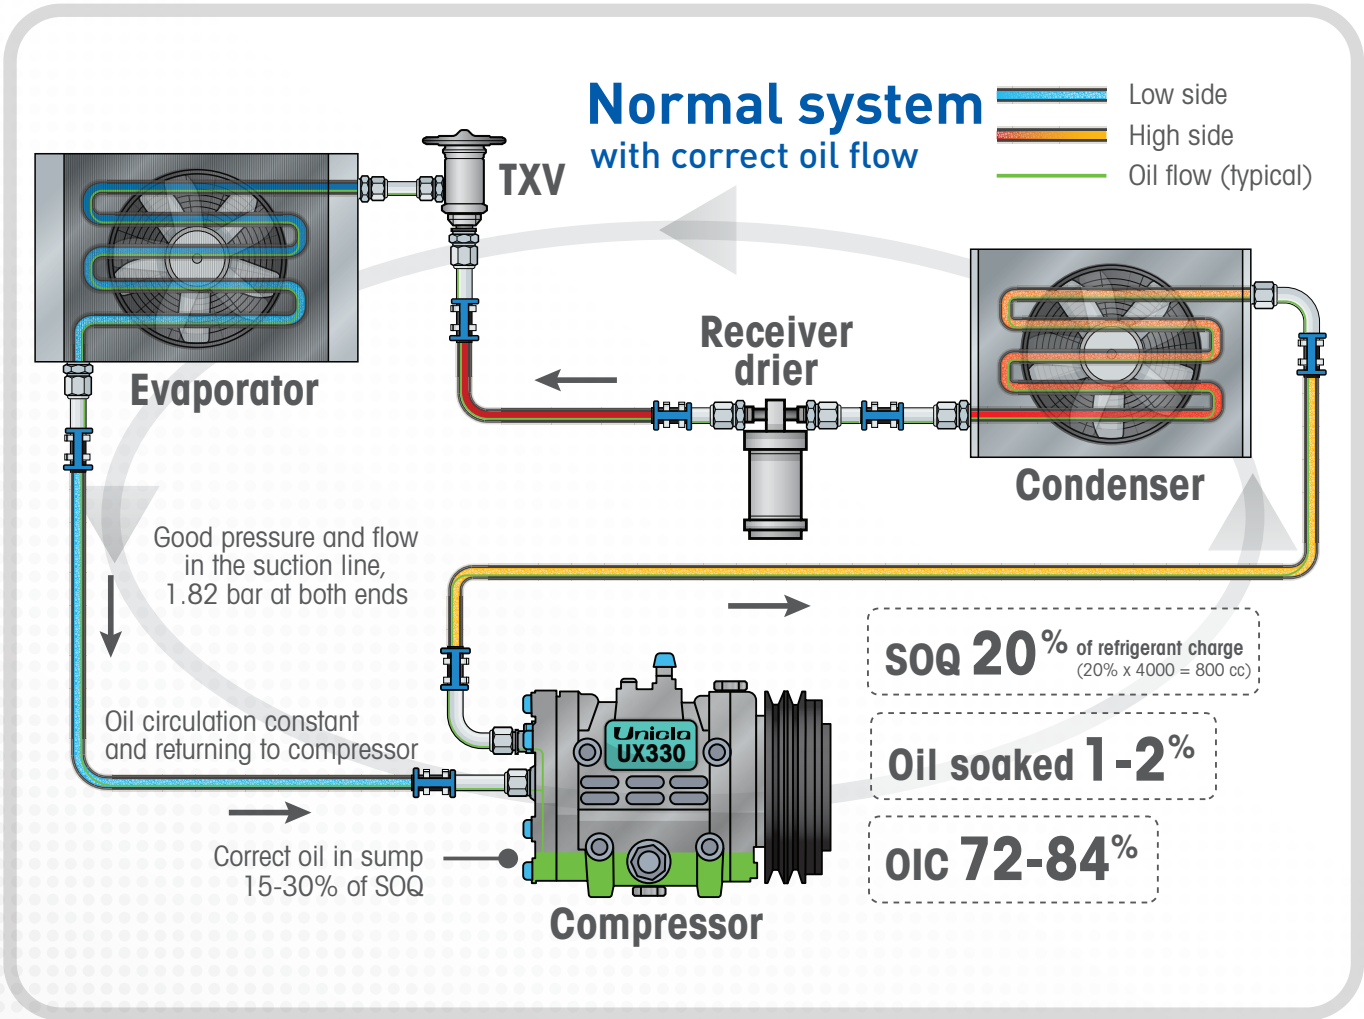 Normal system
with correct oil flow
Low side
High side
Oil flow (typical)
TXV
Evaporator
Receiver
drier
Condenser
Good pressure and flow
in the suction line,
1.82 bar at both ends
Oil circulation constant
and returning to compressor
Correct oil in sump
15-30% of SOQ
Unicla
UX330
Compressor
SOQ 20% of refrigerant charge
(20% x 4000 = 800 cc)
Oil soaked 1-2%
OIC 72-84%